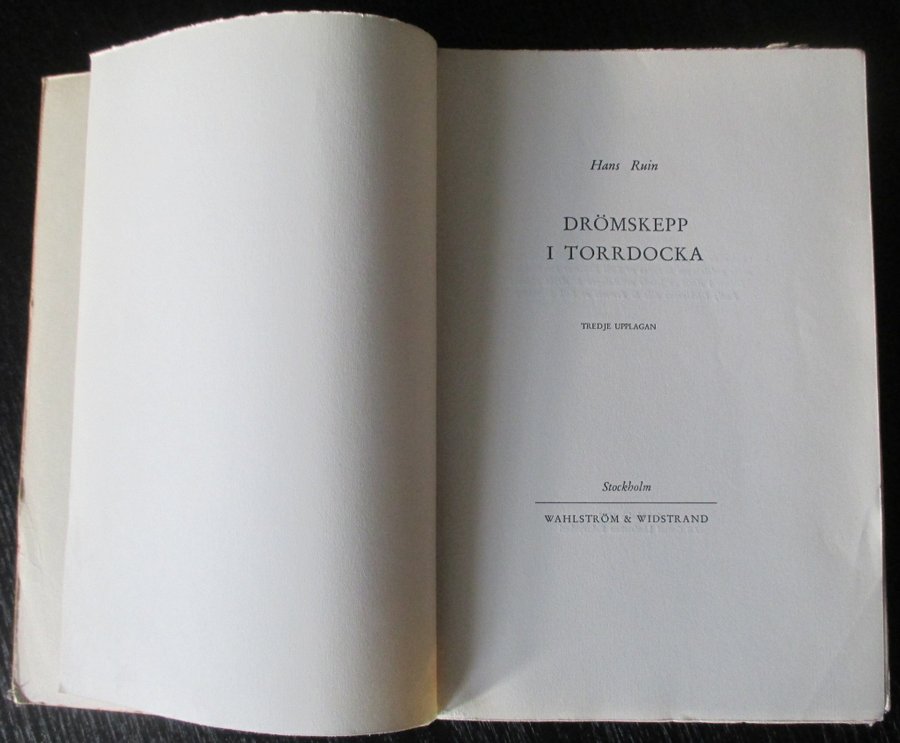 Hans Ruin
DRÖMSKEPP
I TORRDOCKA
TREDJE UPPLAGAN
Stockholm
WAHLSTRÖM & WIDSTRAND